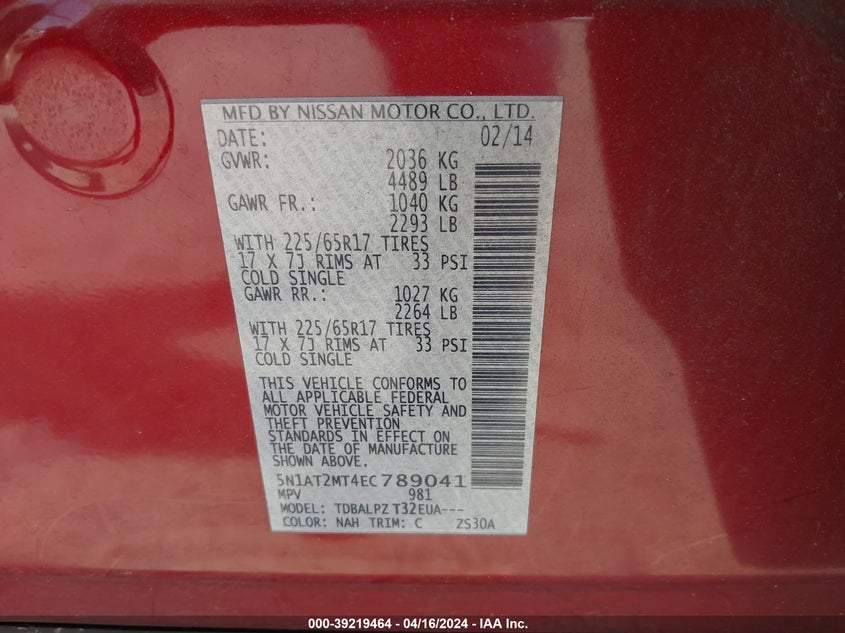 MFD BY NISSAN MOTOR CO., LTD.
DATE: 02/14
GVWR: 2036 KG
4489 LB
GAWR FR.: 1040 KG
2293 LB
WITH 225/65R17 TIRES
17 X 7J RIMS AT 33 PSI
COLD SINGLE
GAWR RR.: 1027 KG
2264 LB
WITH 225/65R17 TIRES
17 X 7J RIMS AT 33 PSI
COLD SINGLE
THIS VEHICLE CONFORMS TO
ALL APPLICABLE FEDERAL
MOTOR VEHICLE SAFETY AND
THEFT PREVENTION
STANDARDS IN EFFECT ON
THE DATE OF MANUFACTURE
SHOWN ABOVE.
5N1AT2MT4EC789041
MPV 981
MODEL: TDBALPZ T32EUA---
COLOR: NAH TRIM: C ZS30A
000-39219464 - 04/16/2024 - IAA Inc.